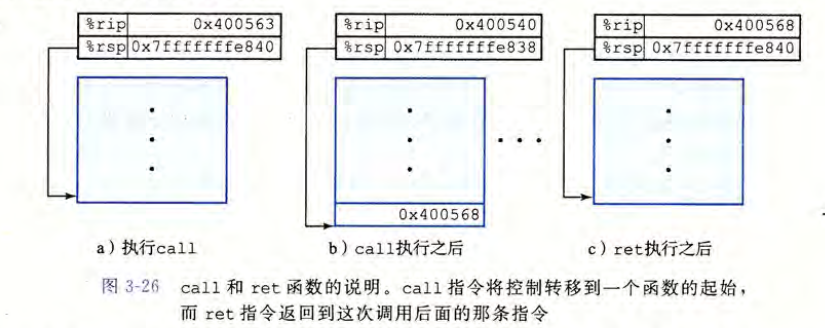 %rip 0x400563
%rsp 0x7fffffffe840
%rip 0x400540
%rsp 0x7fffffffe838
%rip 0x400568
%rsp 0x7fffffffe840
0x400568
a)执行call
b)call执行之后
c)ret执行之后
图 3-26 call 和 ret 函数的说明。call 指令将控制转移到一个函数的起始，
而 ret 指令返回到这次调用后面的那条指令